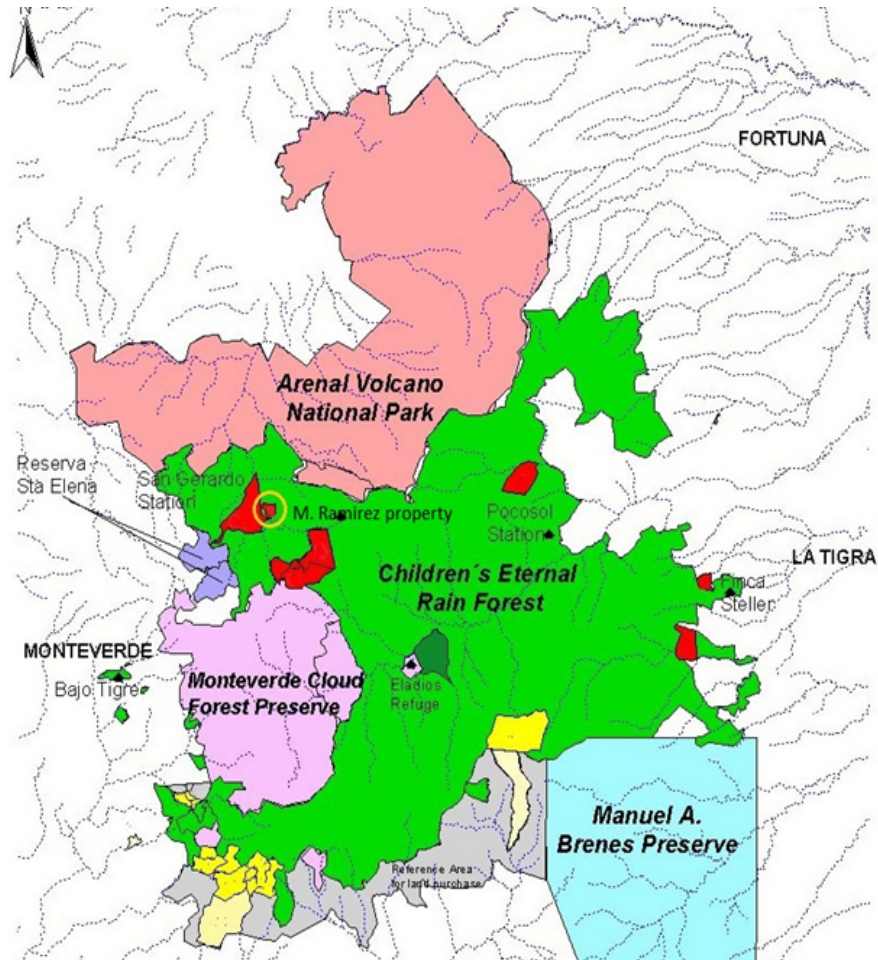 N
FORTUNA
Arenal Volcano
National Park
Reserva
Sta Elena
San Gerardo
Station
M. Ramirez property
Pocosol
Station
LA TIGRA
Children´s Eternal
Rain Forest
Finca
Steller
MONTEVERDE
Bajo Tigre
Monteverde Cloud
Forest Preserve
Eladios
Refuge
Manuel A.
Brenes Preserve
Reference Area
for land purchase